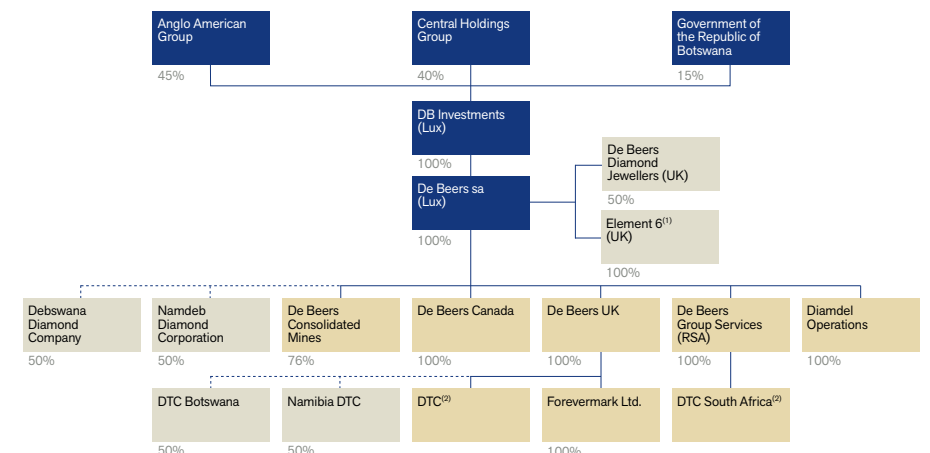 Anglo American
Group
45%
Central Holdings
Group
40%
Government of
the Republic of
Botswana
15%
DB Investments
(Lux)
100%
De Beers sa
(Lux)
100%
De Beers
Diamond
Jewellers (UK)
50%
Element 6(1)
(UK)
100%
Debswana
Diamond
Company
50%
Namdeb
Diamond
Corporation
50%
De Beers
Consolidated
Mines
76%
De Beers Canada
100%
De Beers UK
100%
De Beers
Group Services
(RSA)
100%
Diamdel
Operations
100%
DTC Botswana
50%
Namibia DTC
50%
DTC(2)
Forevermark Ltd.
100%
DTC South Africa(2)